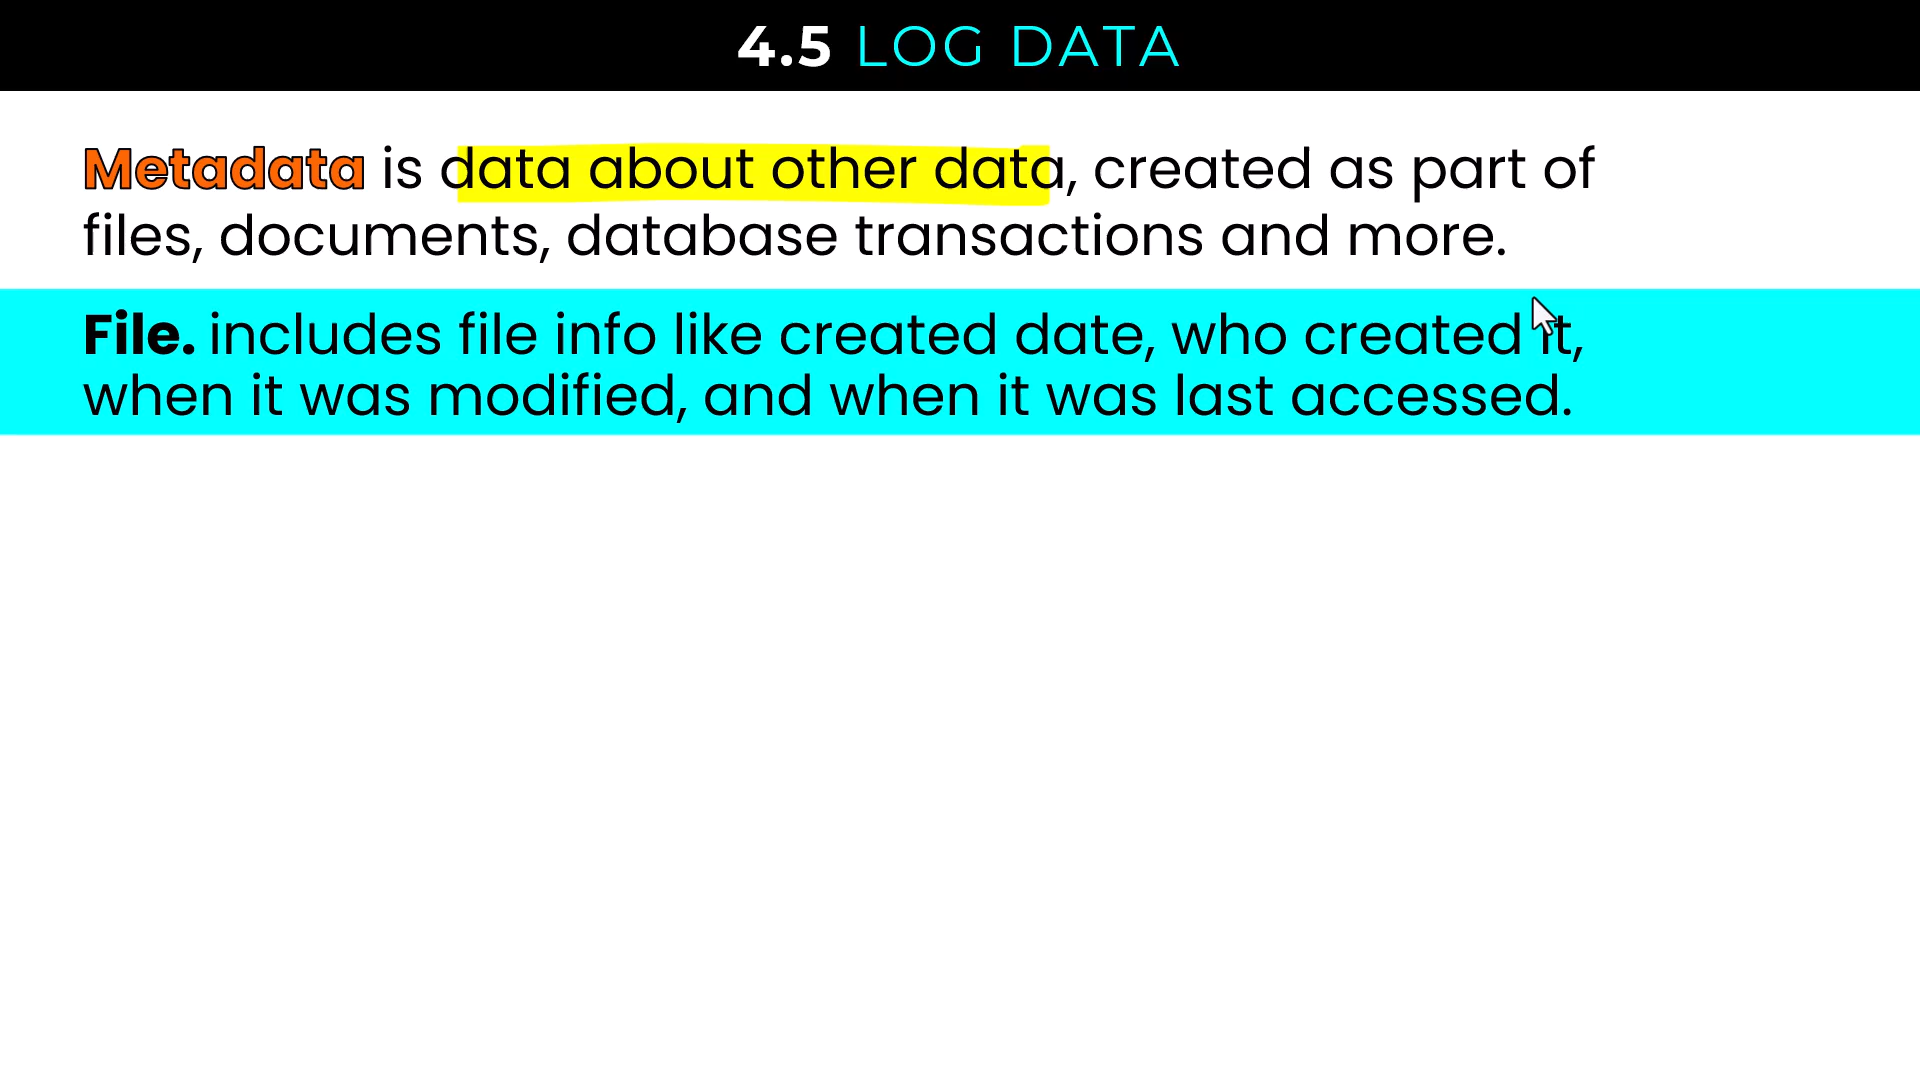 4.5 LOG DATA
Metadata is data about other data, created as part of
files, documents, database transactions and more.
File. includes file info like created date, who created it,
when it was modified, and when it was last accessed.